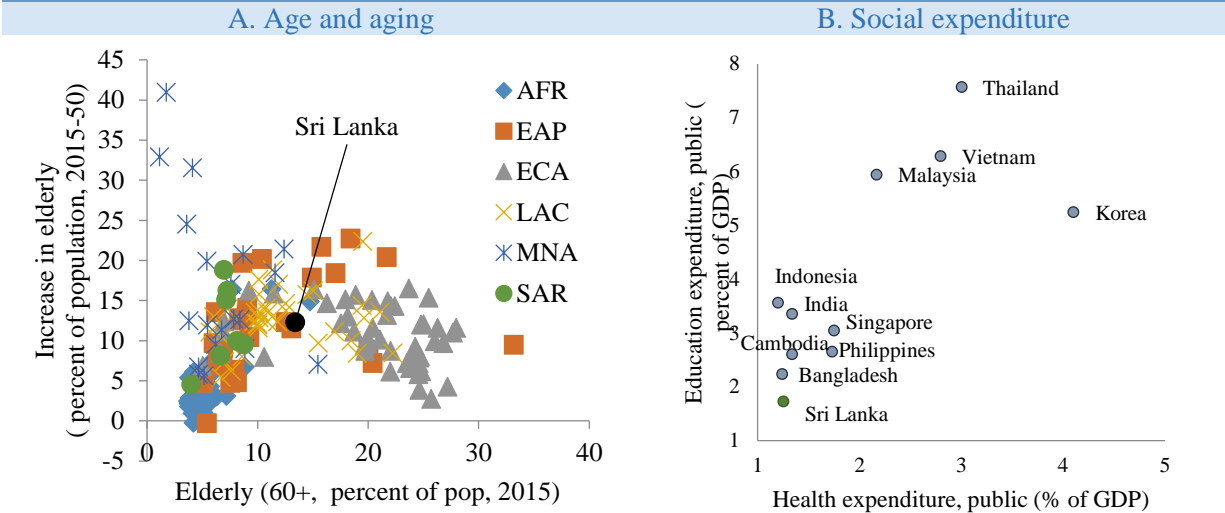 A. Age and aging
Increase in elderly
( percent of population, 2015-50)
45
40
35
30
25
20
15
10
5
0
-5
0
10
20
30
40
Elderly (60+,  percent of pop, 2015)
Sri Lanka
AFR
EAP
ECA
LAC
MNA
SAR
B. Social expenditure
Education expenditure, public (
percent of GDP)
8
7
6
5
4
3
2
1
1
2
3
4
5
Health expenditure, public (% of GDP)
Thailand
Vietnam
Malaysia
Korea
Indonesia
India
Singapore
Cambodia
Philippines
Bangladesh
Sri Lanka